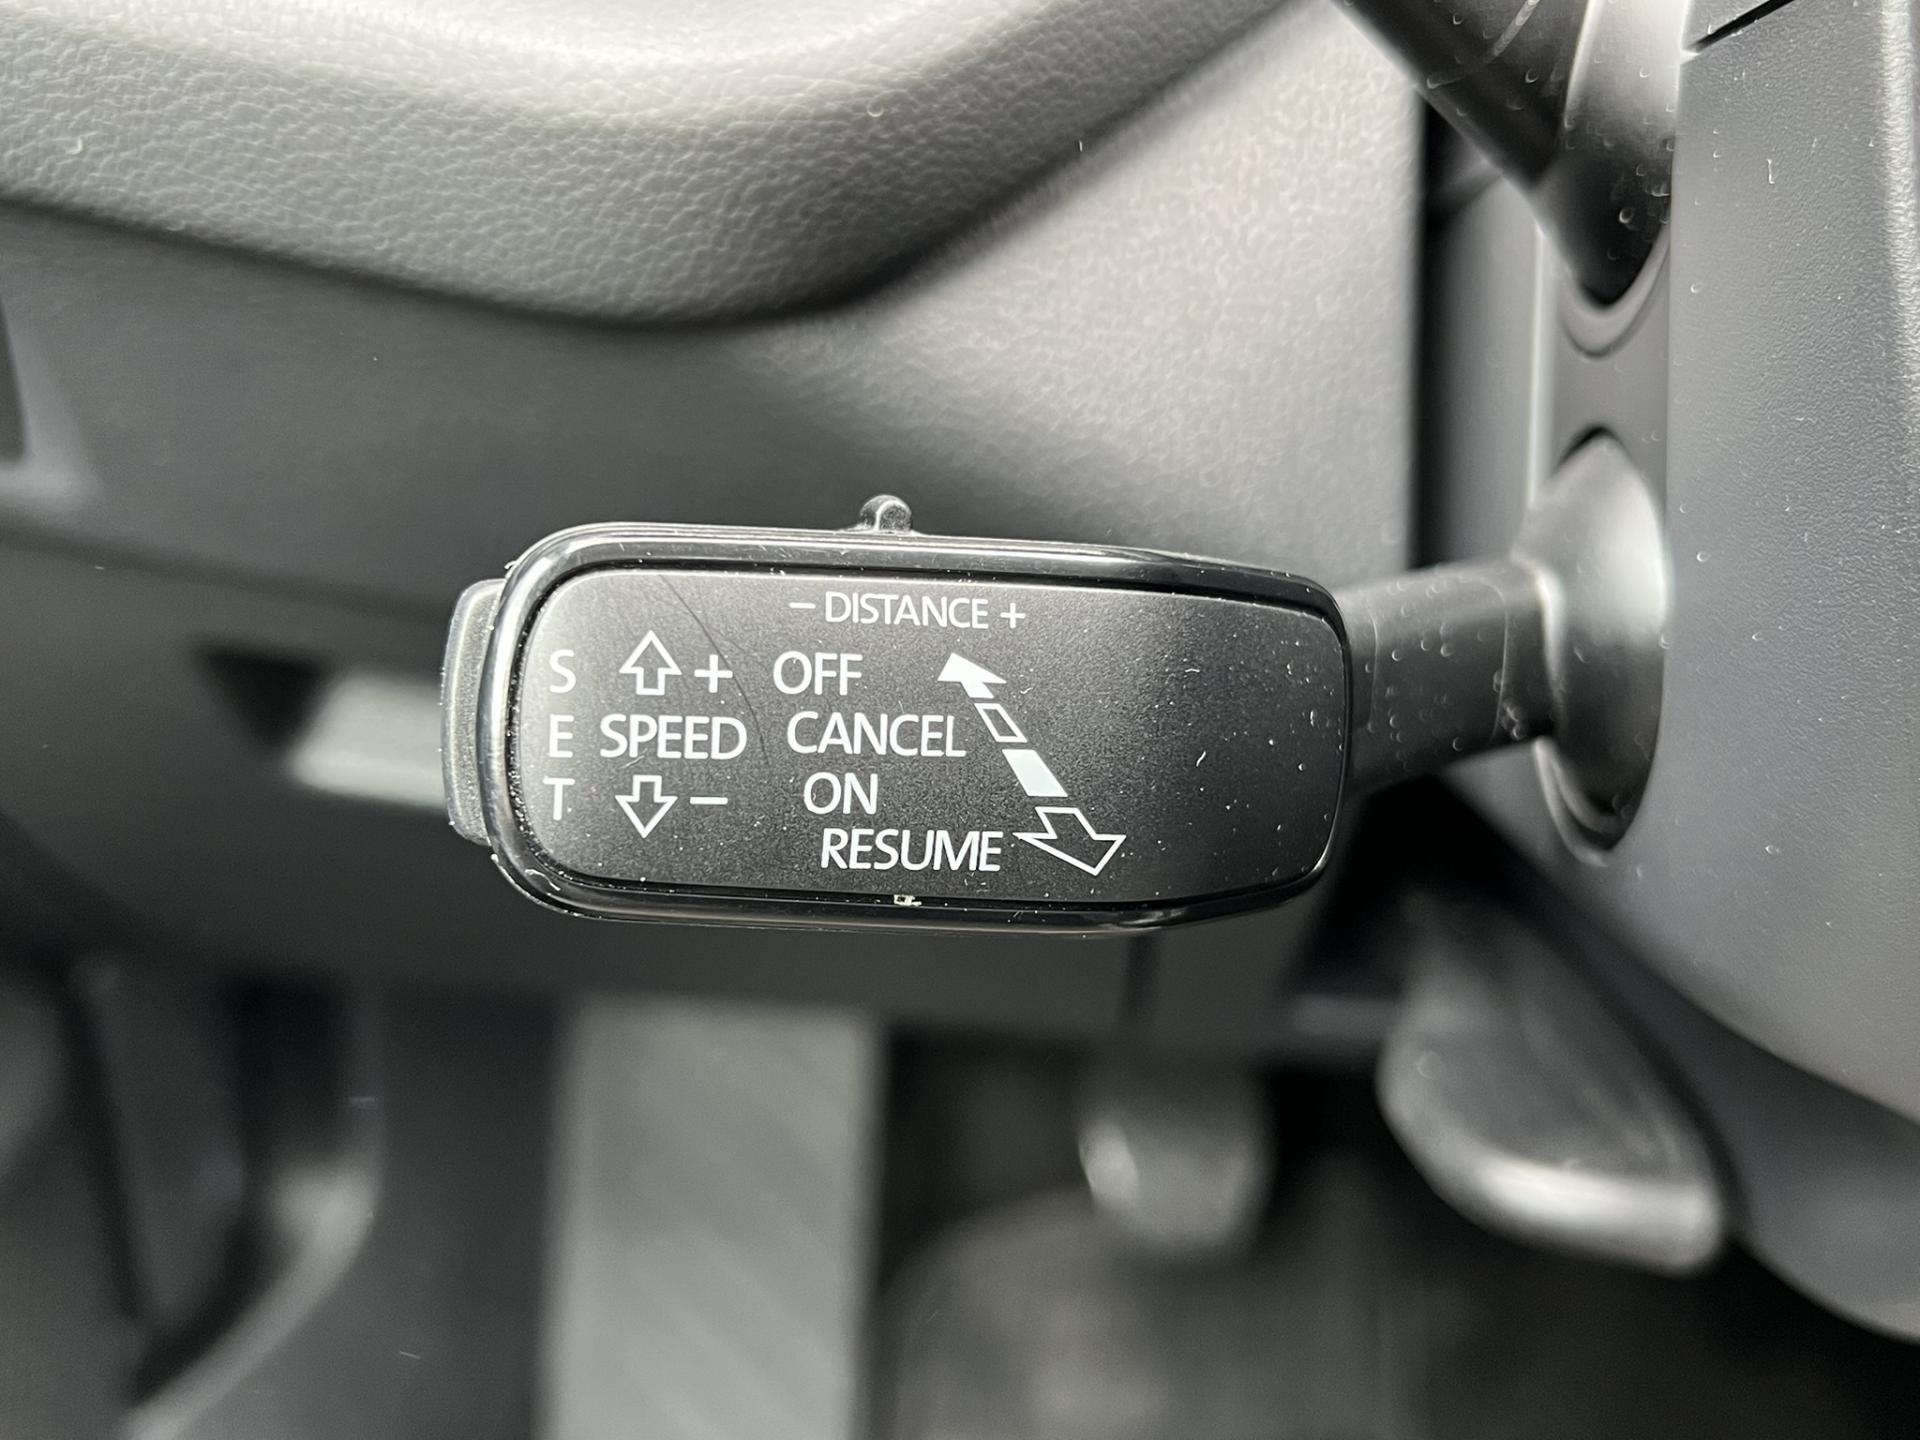 – DISTANCE +
S + OFF
E SPEED CANCEL
T – ON
RESUME